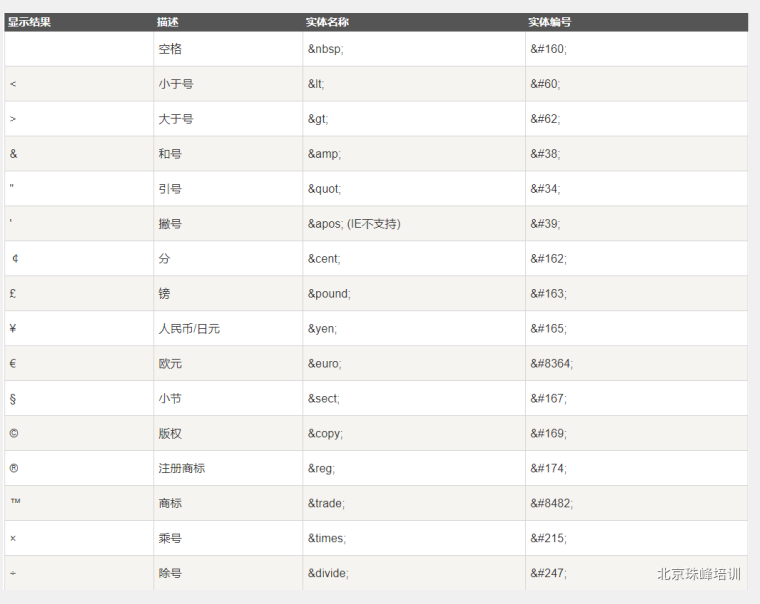 显示结果 描述 实体名称 实体编号
空格 &nbsp; &#160;
< 小于号 &lt; &#60;
> 大于号 &gt; &#62;
& 和号 &amp; &#38;
" 引号 &quot; &#34;
' 撇号 &apos; (IE不支持) &#39;
¢ 分 &cent; &#162;
£ 镑 &pound; &#163;
¥ 人民币/日元 &yen; &#165;
€ 欧元 &euro; &#8364;
§ 小节 &sect; &#167;
© 版权 &copy; &#169;
® 注册商标 &reg; &#174;
™ 商标 &trade; &#8482;
× 乘号 &times; &#215;
÷ 除号 &divide; &#247;
北京珠峰培训